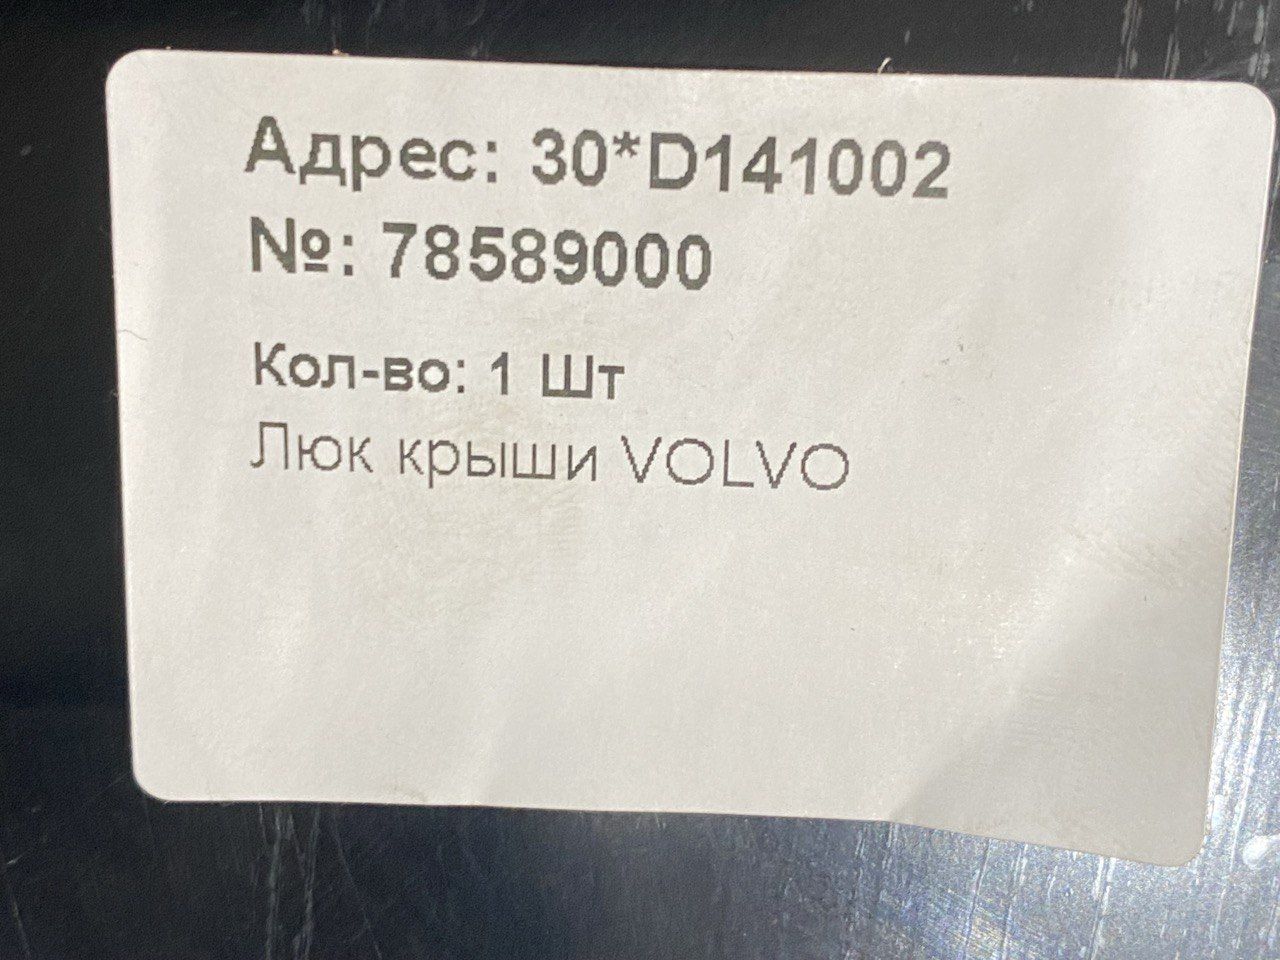 Адрес: 30*D141002
№: 78589000
Кол-во: 1 Шт
Люк крыши VOLVO